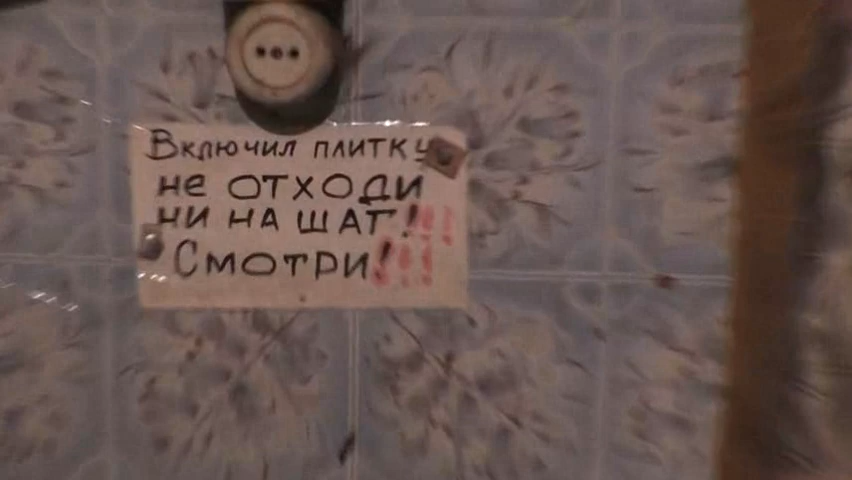 Включил плитку
не отходи
ни на шаг!!!
Смотри!!!